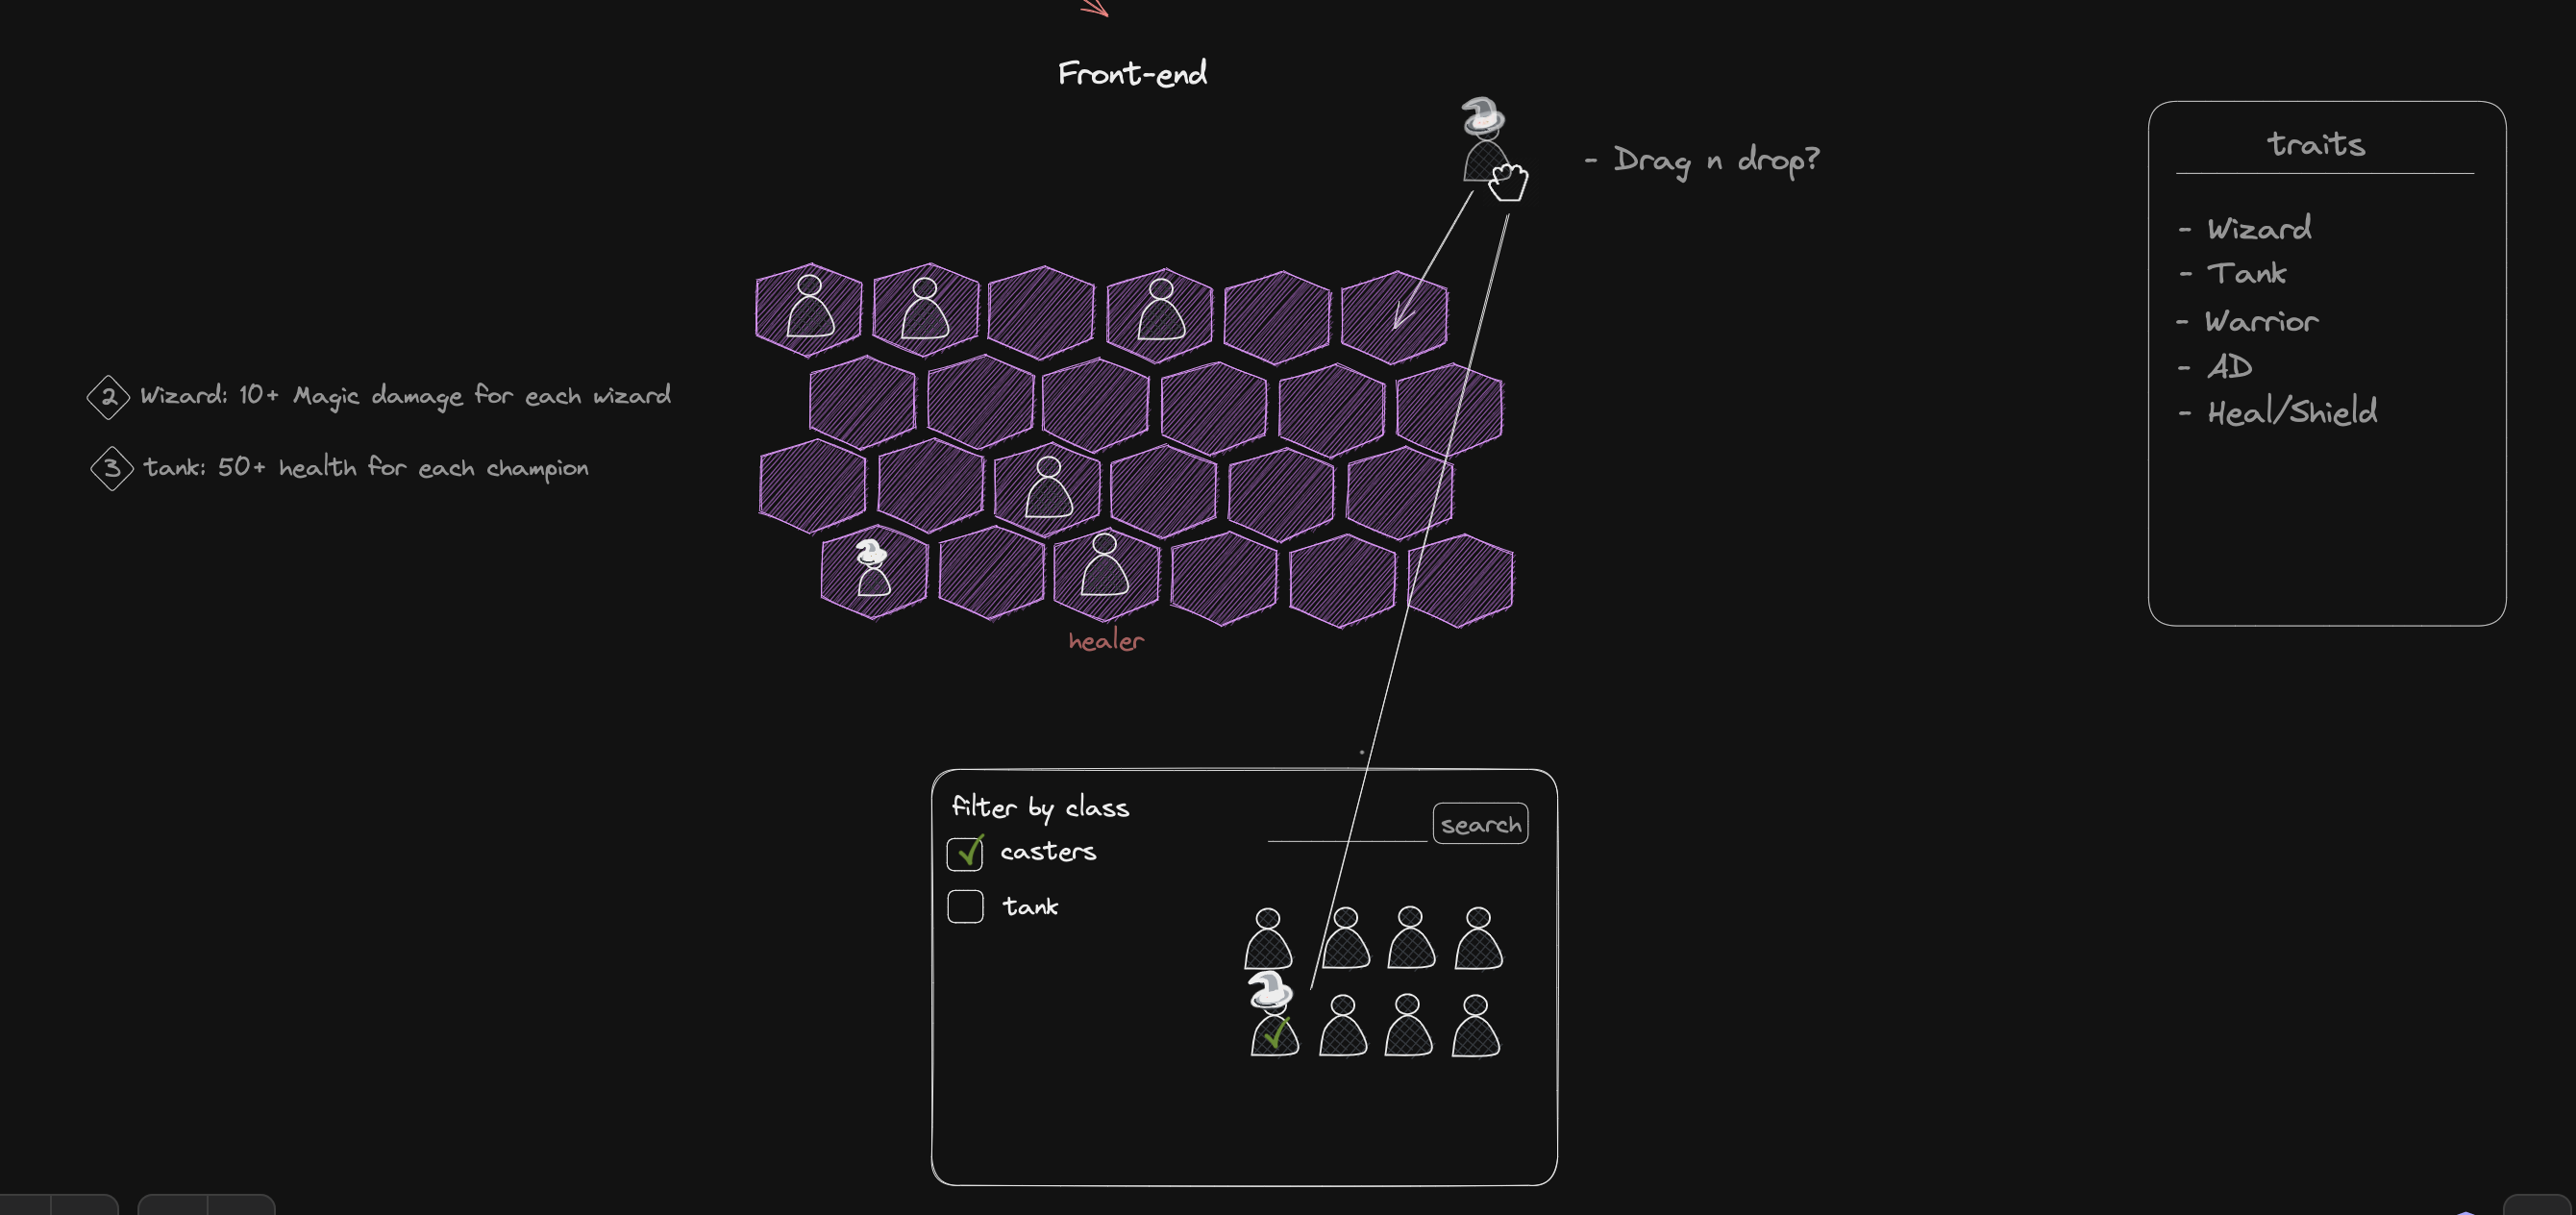 Front-end
- Drag n drop?
traits
- Wizard
- Tank
- Warrior
- AD
- Heal/Shield
2 Wizard: 10+ Magic damage for each wizard
3 tank: 50+ health for each champion
healer
filter by class
search
casters
tank